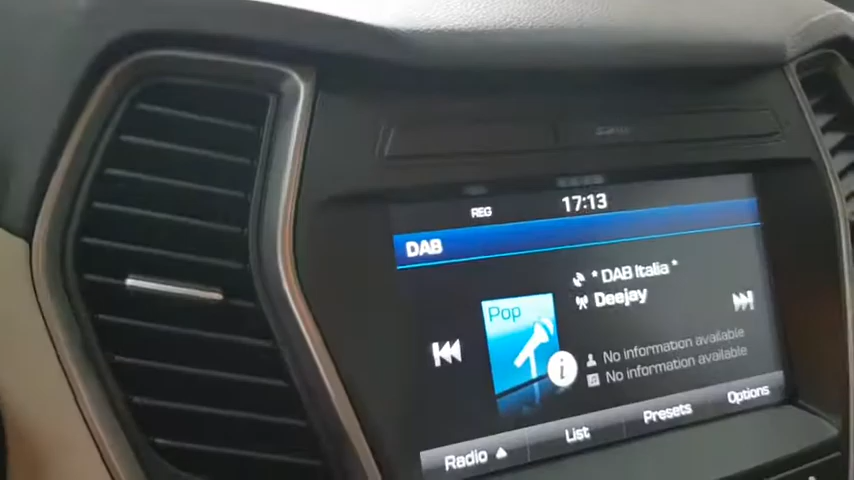 REG 17:13
DAB
*DAB Italia*
Deejay
Pop
i
No information available
No information available
Radio ▲ List Presets Options